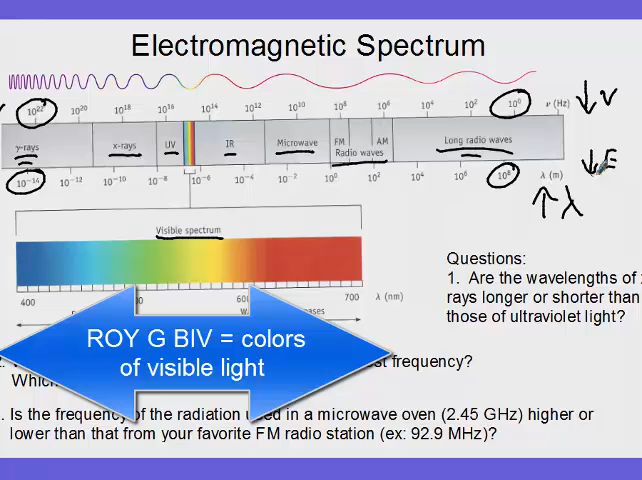 Electromagnetic Spectrum
10²² 10²⁰ 10¹⁸ 10¹⁶ 10¹⁴ 10¹² 10¹⁰ 10⁸ 10⁶ 10⁴ 10² 10⁰ ν (Hz)
↓ν
γ-rays x-rays UV IR Microwave FM AM Long radio waves
Radio waves
↓E
10⁻¹⁴ 10⁻¹² 10⁻¹⁰ 10⁻⁸ 10⁻⁶ 10⁻⁴ 10⁻² 10⁰ 10² 10⁴ 10⁶ 10⁸ λ (m)
↑λ
Visible spectrum
400 700 λ (nm)
Questions:
1. Are the wavelengths of
rays longer or shorter than
those of ultraviolet light?
ROY G BIV = colors
of visible light
frequency?
Which
Is the frequency of the radiation used in a microwave oven (2.45 GHz) higher or
lower than that from your favorite FM radio station (ex: 92.9 MHz)?